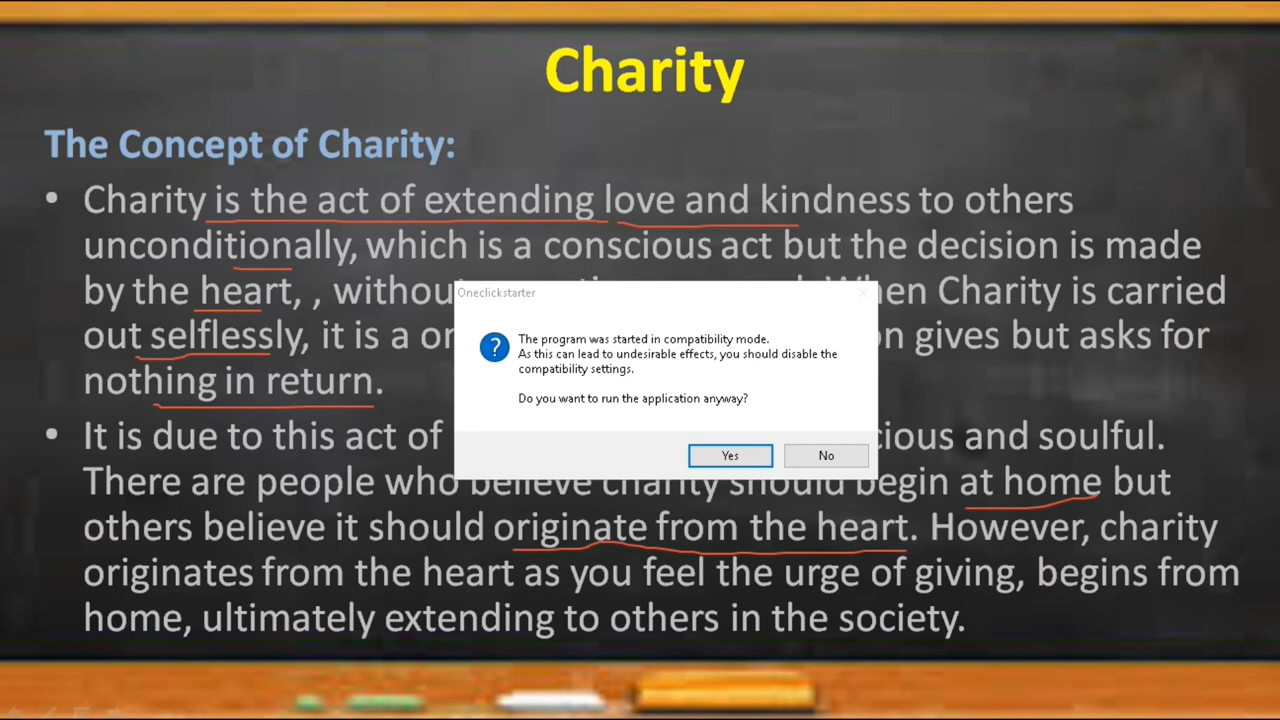 Charity
The Concept of Charity:
• Charity is the act of extending love and kindness to others
unconditionally, which is a conscious act but the decision is made
by the heart, , without Charity is carried
out selflessly, it is a gives but asks for
nothing in return.
• It is due to this act of and soulful.
There are people who believe charity should begin at home but
others believe it should originate from the heart. However, charity
originates from the heart as you feel the urge of giving, begins from
home, ultimately extending to others in the society.
Oneclickstarter
The program was started in compatibility mode.
As this can lead to undesirable effects, you should disable the
compatibility settings.
Do you want to run the application anyway?
Yes No